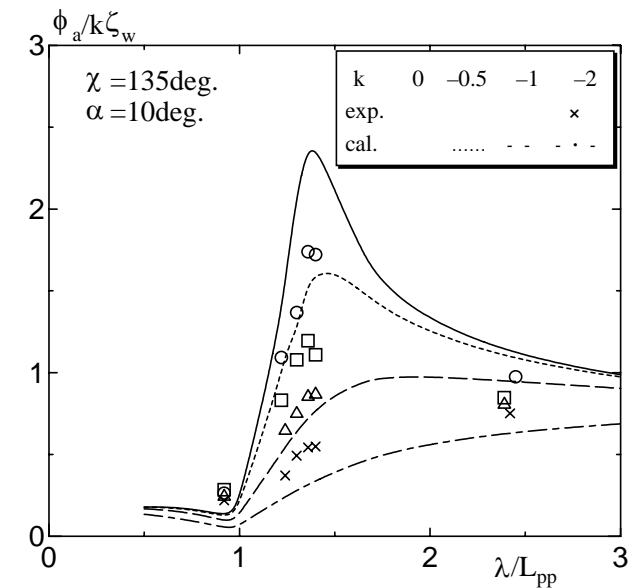 ϕa/kζw
3
χ =135deg.
α =10deg.
k 0 −0.5 −1 −2
exp. ×
cal. ...... - - - · -
2
1
0
0 1 2 3
λ/Lpp